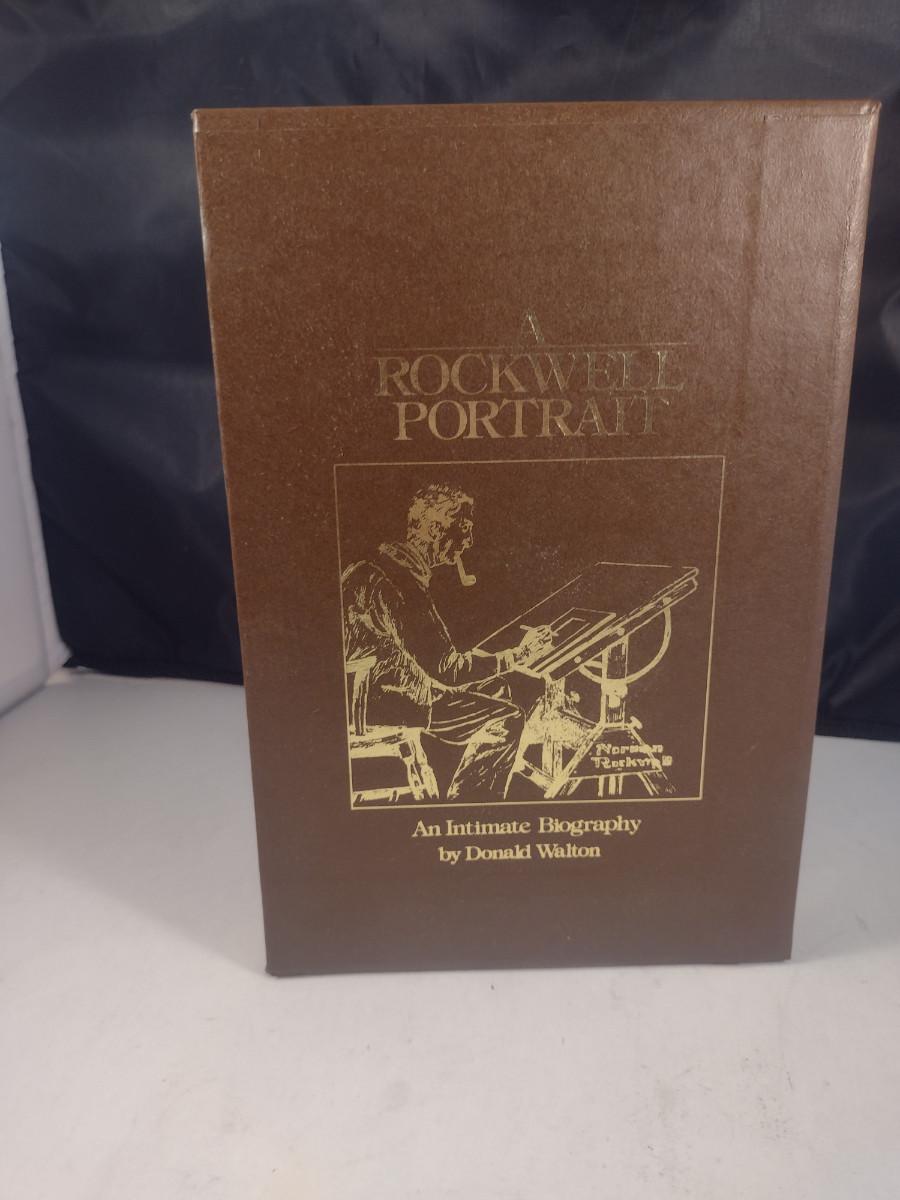 A
ROCKWELL
PORTRAIT
Norman
Rockwell
An Intimate Biography
by Donald Walton